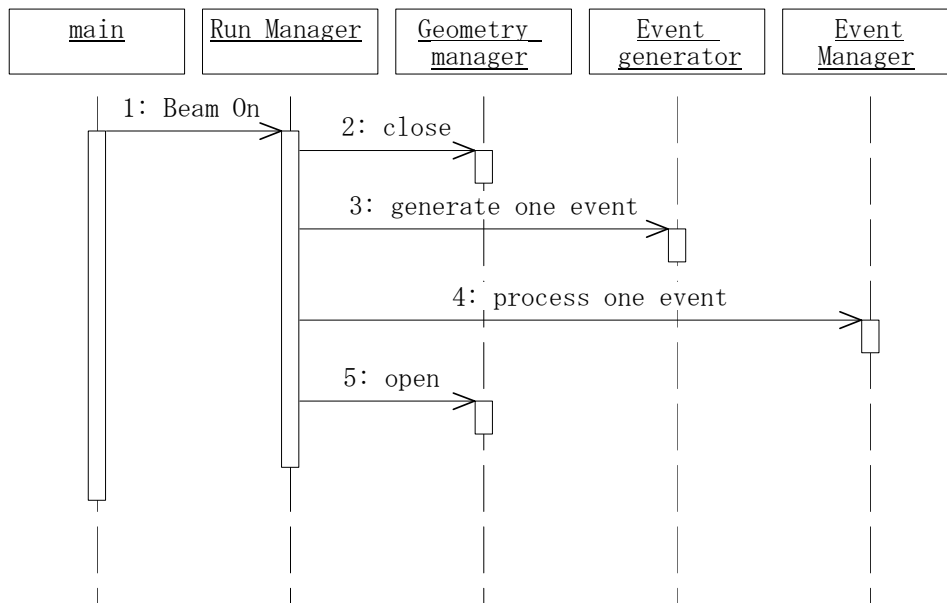 main
Run Manager
Geometry_
manager
Event
generator
Event
Manager
1: Beam On
2: close
3: generate one event
4: process one event
5: open